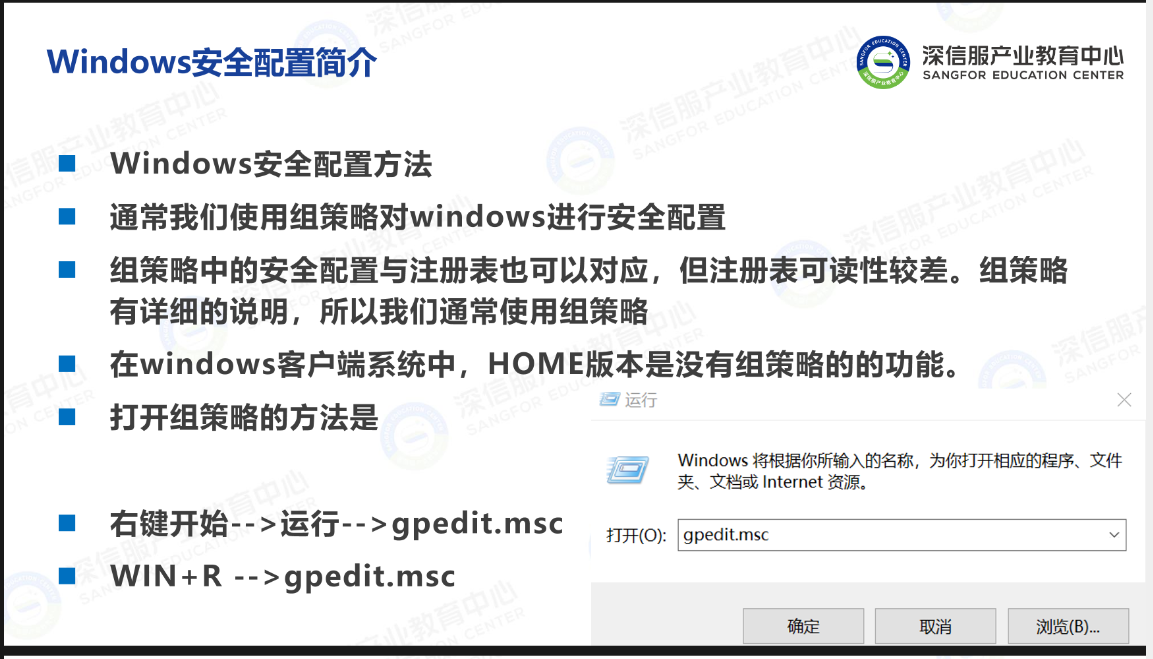 Windows安全配置简介
深信服产业教育中心
SANGFOR EDUCATION CENTER
Windows安全配置方法
通常我们使用组策略对windows进行安全配置
组策略中的安全配置与注册表也可以对应，但注册表可读性较差。组策略
有详细的说明，所以我们通常使用组策略
在windows客户端系统中，HOME版本是没有组策略的的功能。
打开组策略的方法是
右键开始-->运行-->gpedit.msc
WIN+R -->gpedit.msc
运行
Windows 将根据你所输入的名称，为你打开相应的程序、文件
夹、文档或 Internet 资源。
打开(O): gpedit.msc
确定 取消 浏览(B)...